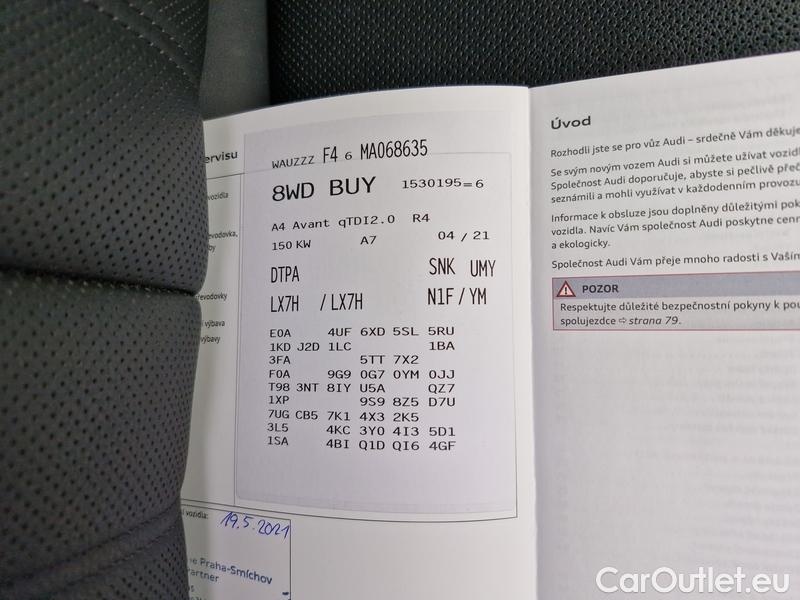 ervisu
WAUZZZ F4 6 MA068635
8WD BUY 1530195=6
A4 Avant qTDI2.0 R4
150 KW A7 04 / 21
DTPA SNK UMY
LX7H / LX7H N1F / YM
E0A 4UF 6XD 5SL 5RU
1KD J2D 1LC 1BA
3FA 5TT 7X2
F0A 9G9 0G7 0YM 0JJ
T98 3NT 8IY U5A QZ7
1XP 9S9 8Z5 D7U
7UG CB5 7K1 4X3 2K5
3L5 4KC 3Y0 4I3 5D1
1SA 4BI Q1D QI6 4GF
vozidla
evodovka,
by
řevodovky
í výbava
výbavy
í vozidla:
19.5.2021
ne Praha-Smíchov
artner
Úvod
Rozhodli jste se pro vůz Audi – srdečně Vám děkuje
Se svým novým vozem Audi si můžete užívat vozidl
Společnost Audi doporučuje, abyste si pečlivě přeč
seznámili a mohli využívat v každodenním provozu
Informace k obsluze jsou doplněny důležitými pok
vozidla. Navíc Vám společnost Audi poskytne cenn
a ekologicky.
Společnost Audi Vám přeje mnoho radosti s Vaším
POZOR
Respektujte důležité bezpečnostní pokyny k pou
spolujezdce ⇨ strana 79.
CarOutlet.eu